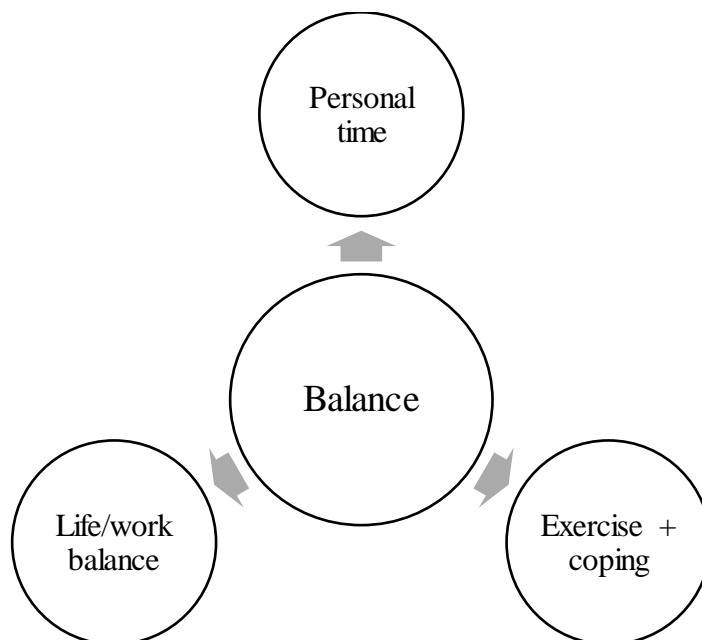 Personal
time
Balance
Life/work
balance
Exercise +
coping